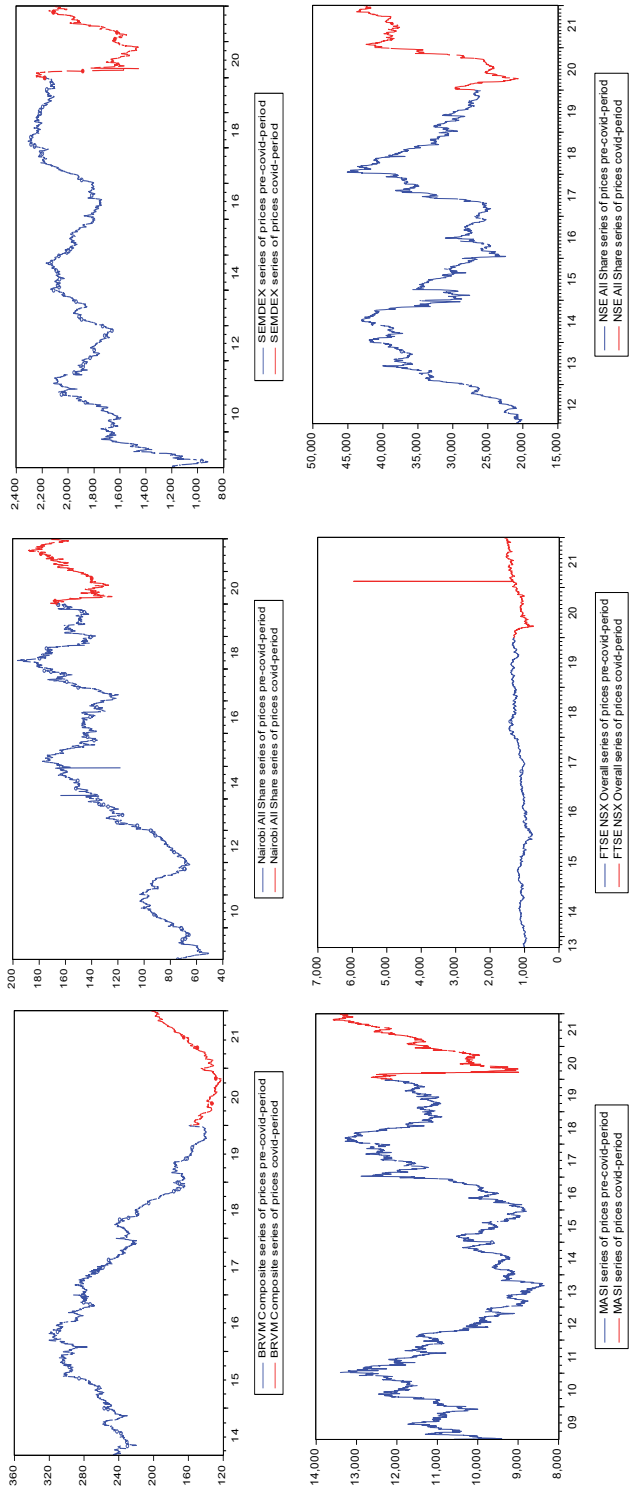 360
320
280
240
200
160
120
14 15 16 17 18 19 20 21
BRVM Composite series of prices pre-covid-period
BRVM Composite series of prices covid-period
200
180
160
140
120
100
80
60
40
10 12 14 16 18 20
Nairobi All Share series of prices pre-covid-period
Nairobi All Share series of prices covid-period
2,400
2,200
2,000
1,800
1,600
1,400
1,200
1,000
800
10 12 14 16 18 20
SEMDEX series of prices pre-covid-period
SEMDEX series of prices covid-period
14,000
13,000
12,000
11,000
10,000
9,000
8,000
09 10 11 12 13 14 15 16 17 18 19 20 21
MASI series of prices pre-covid-period
MASI series of prices covid-period
7,000
6,000
5,000
4,000
3,000
2,000
1,000
0
13 14 15 16 17 18 19 20 21
FTSE NSX Overall series of prices pre-covid-period
FTSE NSX Overall series of prices covid-period
50,000
45,000
40,000
35,000
30,000
25,000
20,000
15,000
12 13 14 15 16 17 18 19 20 21
NSE All Share series of prices pre-covid-period
NSE All Share series of prices covid-period